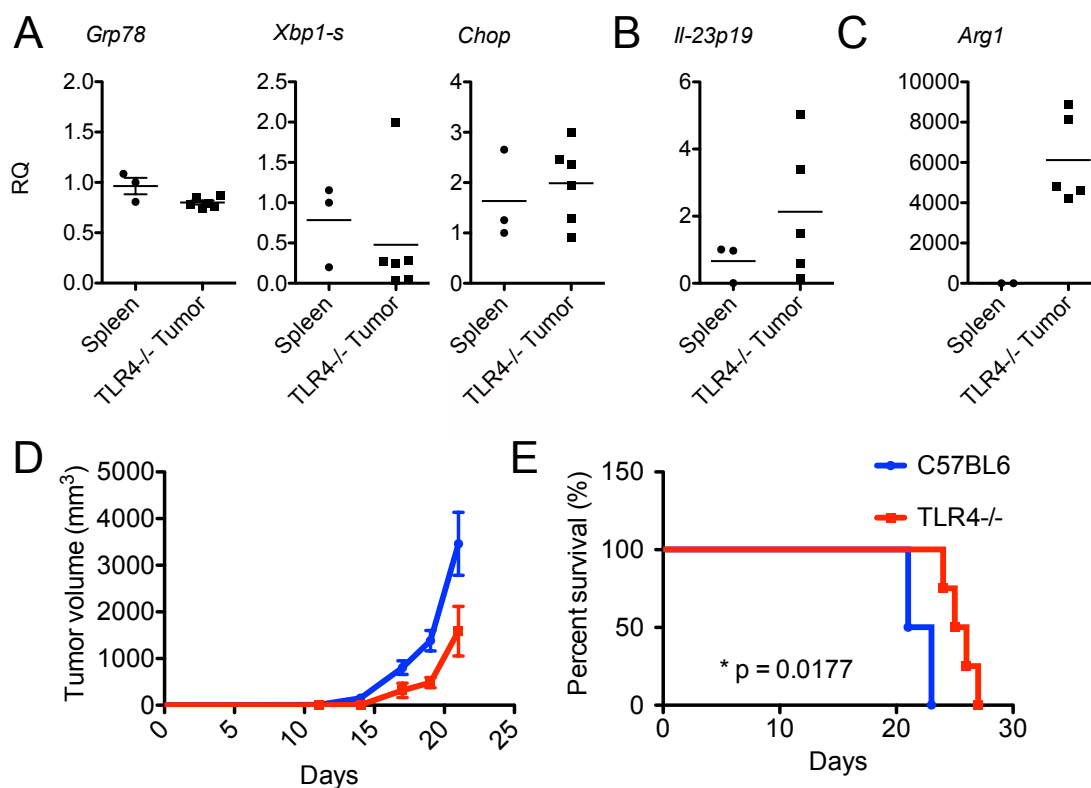 A
Grp78
Xbp1-s
Chop
B
Il-23p19
C
Arg1
RQ
2.0
1.5
1.0
0.5
0.0
Spleen
TLR4-/- Tumor
2.5
2.0
1.5
1.0
0.5
0.0
Spleen
TLR4-/- Tumor
4
3
2
1
0
Spleen
TLR4-/- Tumor
6
4
2
0
Spleen
TLR4-/- Tumor
10000
8000
6000
4000
2000
0
Spleen
TLR4-/- Tumor
D
Tumor volume (mm³)
5000
4000
3000
2000
1000
0
0 5 10 15 20 25
Days
E
Percent survival (%)
150
100
50
0
C57BL6
TLR4-/-
* p = 0.0177
0 10 20 30
Days